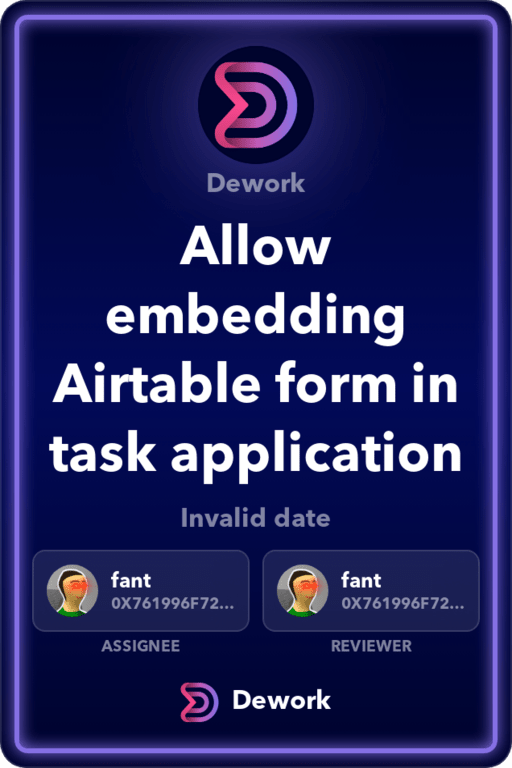 Dework
Allow
embedding
Airtable form in
task application
Invalid date
fant
0X761996F72...
ASSIGNEE
fant
0X761996F72...
REVIEWER
Dework